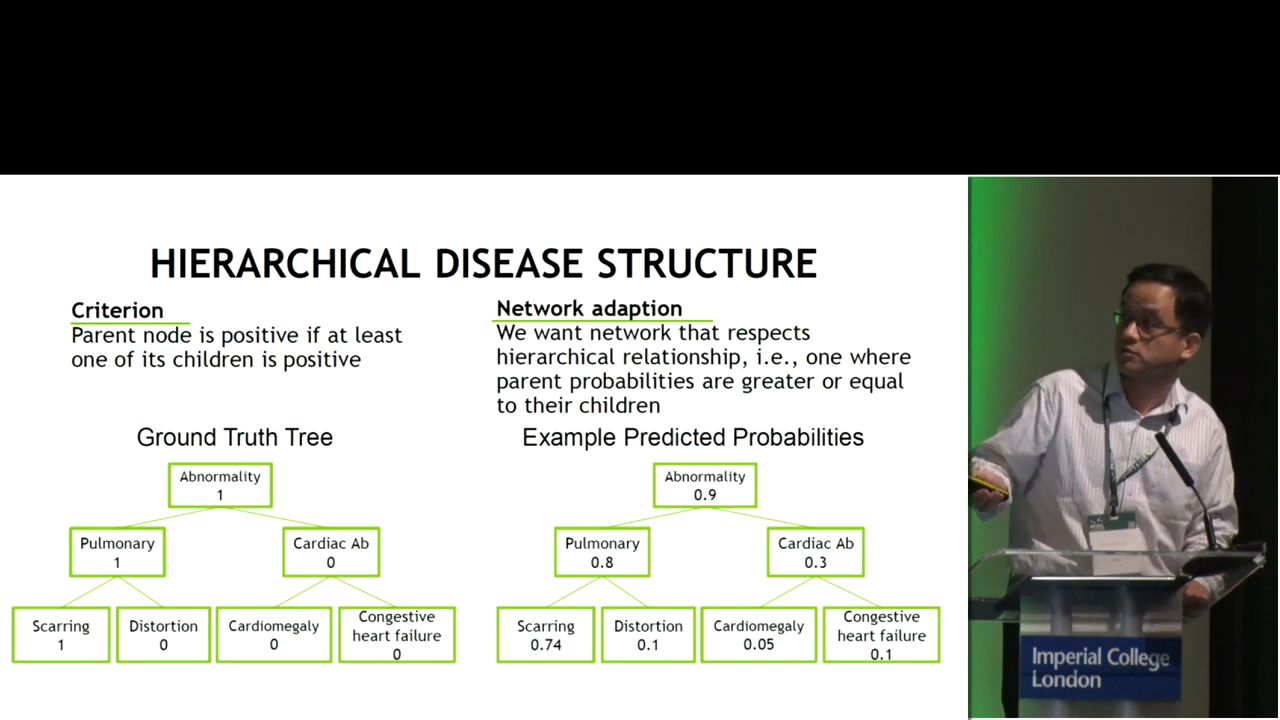 HIERARCHICAL DISEASE STRUCTURE
Criterion
Parent node is positive if at least
one of its children is positive
Network adaption
We want network that respects
hierarchical relationship, i.e., one where
parent probabilities are greater or equal
to their children
Ground Truth Tree
Abnormality
1
Pulmonary
1
Cardiac Ab
0
Scarring
1
Distortion
0
Cardiomegaly
0
Congestive
heart failure
0
Example Predicted Probabilities
Abnormality
0.9
Pulmonary
0.8
Cardiac Ab
0.3
Scarring
0.74
Distortion
0.1
Cardiomegaly
0.05
Congestive
heart failure
0.1
Imperial College
London